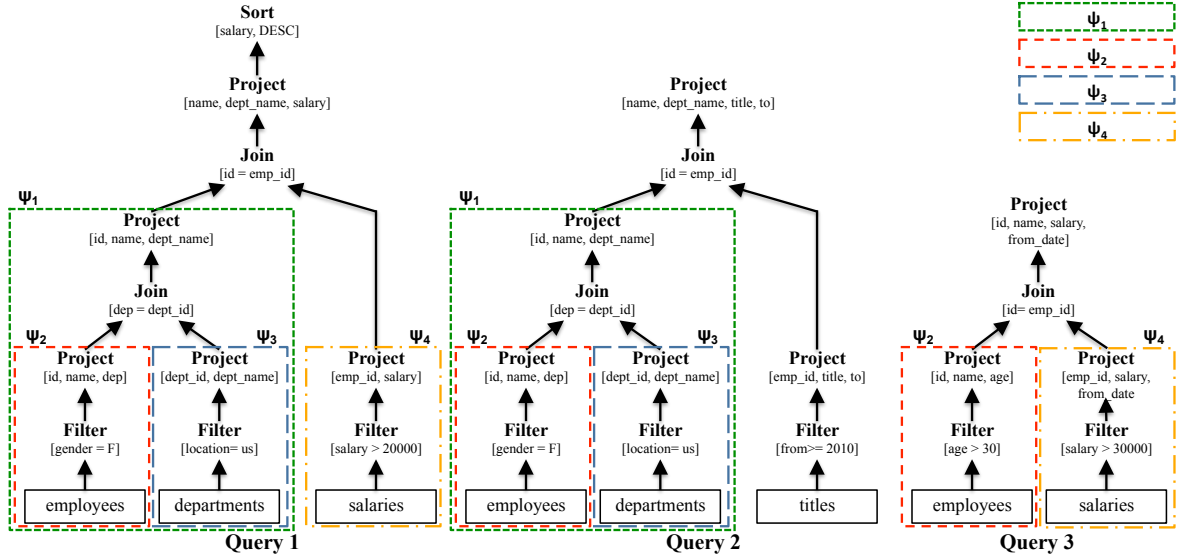 Sort
[salary, DESC]
Project
[name, dept_name, salary]
Join
[id = emp_id]
ψ1
Project
[id, name, dept_name]
Join
[dep = dept_id]
ψ2
Project
[id, name, dep]
Filter
[gender = F]
employees
ψ3
Project
[dept_id, dept_name]
Filter
[location= us]
departments
ψ4
Project
[emp_id, salary]
Filter
[salary > 20000]
salaries
Query 1
Project
[name, dept_name, title, to]
Join
[id = emp_id]
ψ1
Project
[id, name, dept_name]
Join
[dep = dept_id]
ψ2
Project
[id, name, dep]
Filter
[gender = F]
employees
ψ3
Project
[dept_id, dept_name]
Filter
[location= us]
departments
Project
[emp_id, title, to]
Filter
[from>= 2010]
titles
Query 2
Project
[id, name, salary,
from_date]
Join
[id= emp_id]
ψ2
Project
[id, name, age]
Filter
[age > 30]
employees
ψ4
Project
[emp_id, salary,
from_date
Filter
[salary > 30000]
salaries
Query 3
ψ1
ψ2
ψ3
ψ4